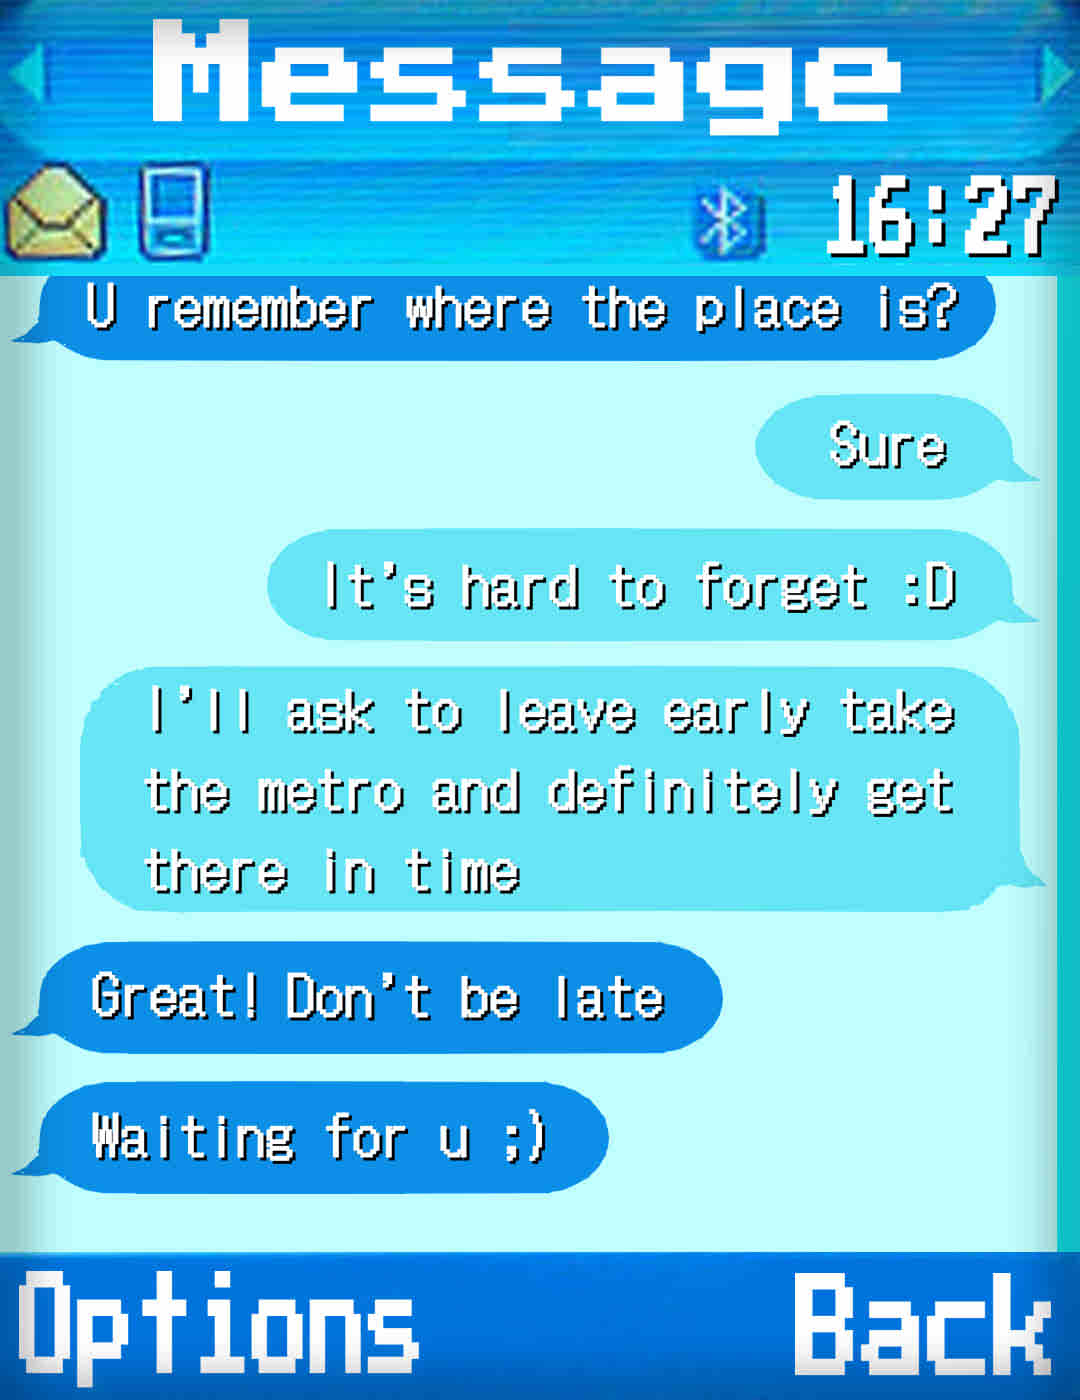 Message
16:27
U remember where the place is?
Sure
It's hard to forget :D
I'll ask to leave early take
the metro and definitely get
there in time
Great! Don't be late
Waiting for u ;)
Options
Back